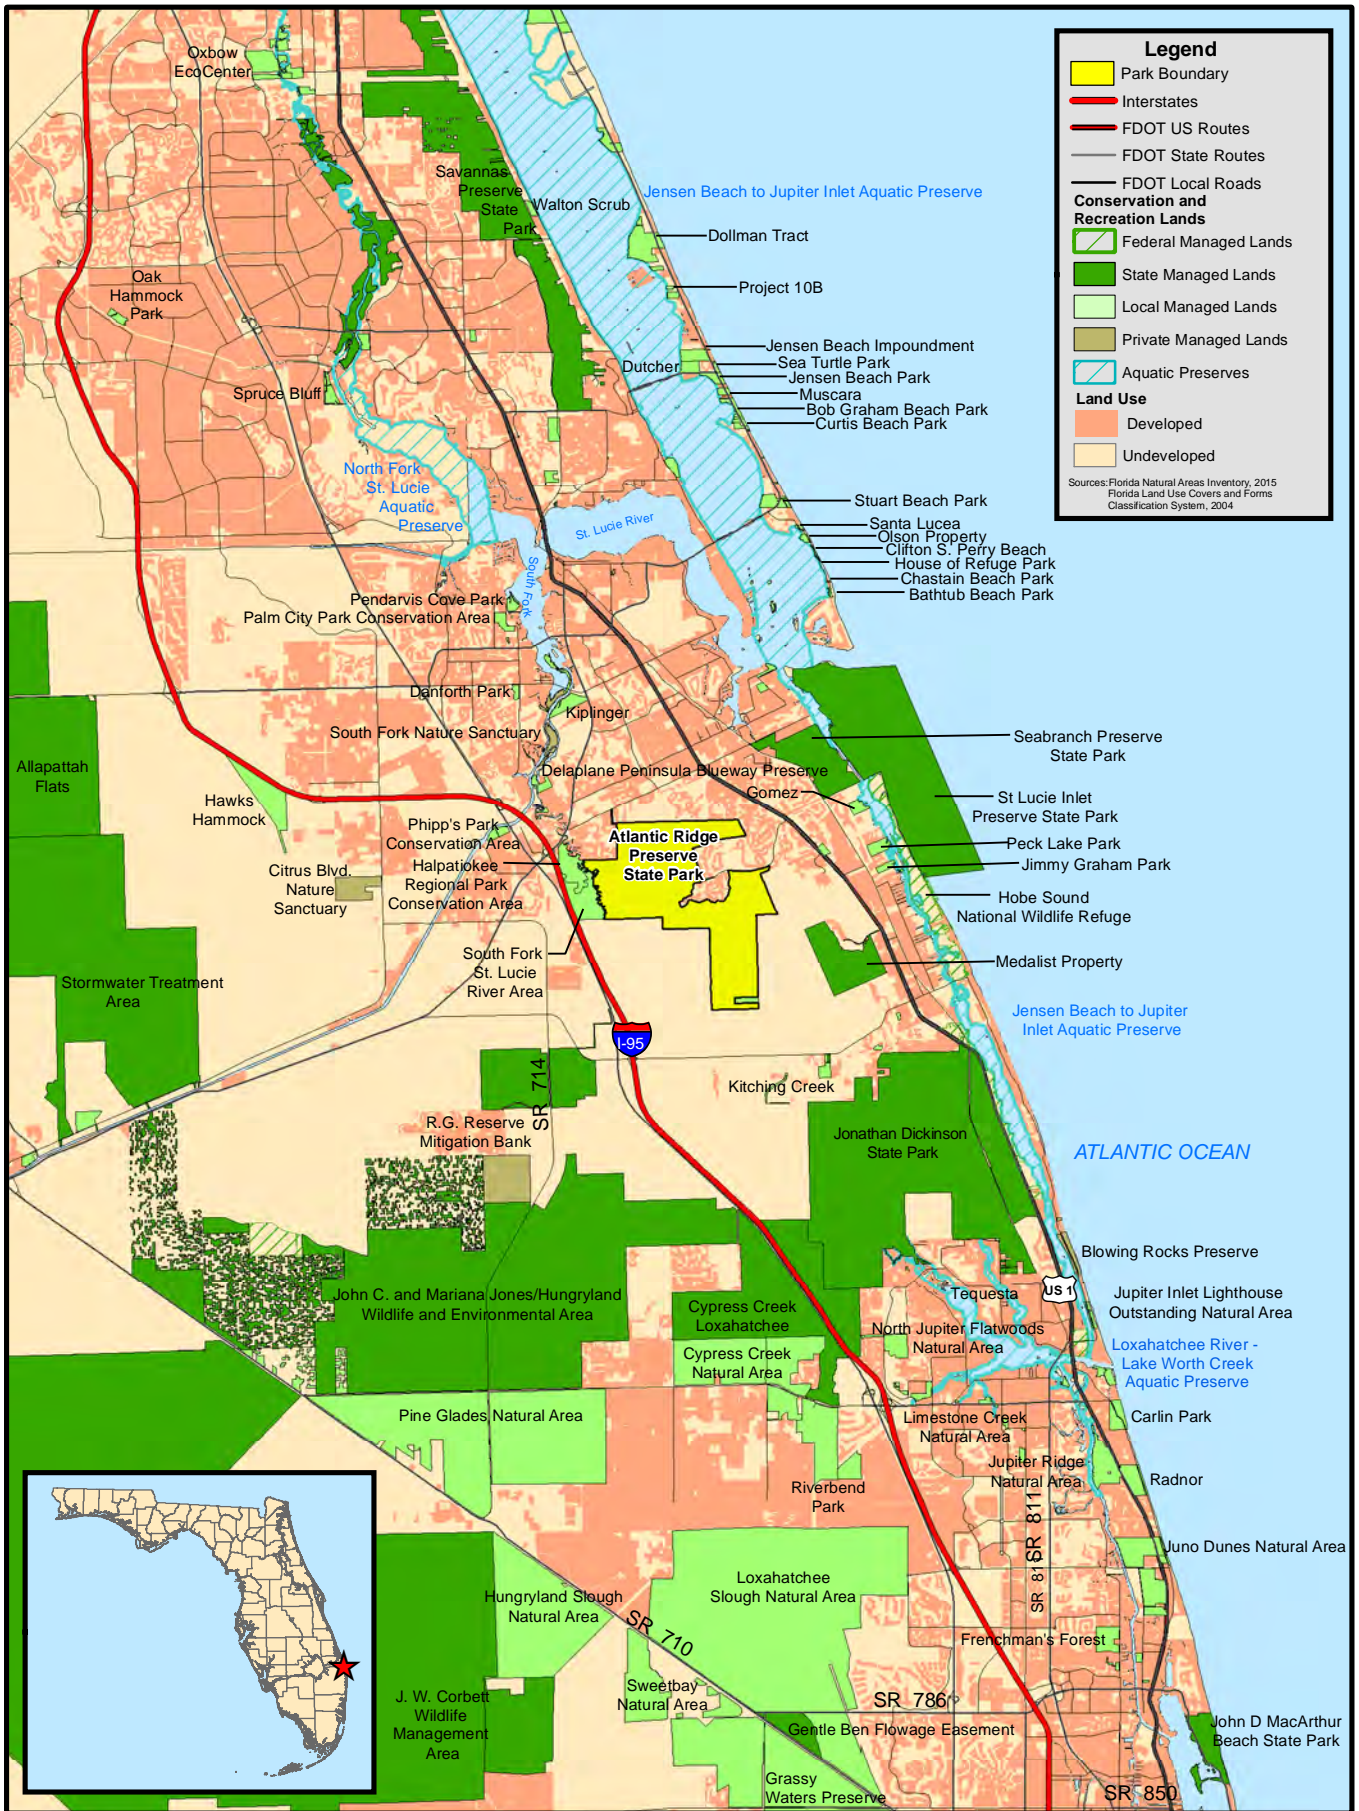 Legend
Park Boundary
Interstates
FDOT US Routes
FDOT State Routes
FDOT Local Roads
Conservation and
Recreation Lands
Federal Managed Lands
State Managed Lands
Local Managed Lands
Private Managed Lands
Aquatic Preserves
Land Use
Developed
Undeveloped
Sources:Florida Natural Areas Inventory, 2015
Florida Land Use Covers and Forms
Classification System, 2004
Oxbow
EcoCenter
Savannas
Preserve
State
Park
Walton Scrub
Jensen Beach to Jupiter Inlet Aquatic Preserve
Dollman Tract
Oak
Hammock
Park
Project 10B
Jensen Beach Impoundment
Dutcher
Sea Turtle Park
Jensen Beach Park
Spruce Bluff
Muscara
Bob Graham Beach Park
Curtis Beach Park
North Fork
St. Lucie
Aquatic
Preserve
Stuart Beach Park
St. Lucie River
Santa Lucea
Olson Property
Clifton S. Perry Beach
House of Refuge Park
South Fork
Chastain Beach Park
Bathtub Beach Park
Pendarvis Cove Park
Palm City Park Conservation Area
Danforth Park
Kiplinger
South Fork Nature Sanctuary
Seabranch Preserve
State Park
Allapattah
Flats
Delaplane Peninsula Blueway Preserve
Gomez
Hawks
Hammock
St Lucie Inlet
Preserve State Park
Phipp's Park
Conservation Area
Atlantic Ridge
Preserve
State Park
Peck Lake Park
Halpatiokee
Regional Park
Conservation Area
Jimmy Graham Park
Citrus Blvd.
Nature
Sanctuary
Hobe Sound
National Wildlife Refuge
South Fork
St. Lucie
River Area
Medalist Property
Stormwater Treatment
Area
Jensen Beach to Jupiter
Inlet Aquatic Preserve
I-95
SR 714
Kitching Creek
R.G. Reserve
Mitigation Bank
Jonathan Dickinson
State Park
ATLANTIC OCEAN
Blowing Rocks Preserve
US 1
Tequesta
Jupiter Inlet Lighthouse
Outstanding Natural Area
John C. and Mariana Jones/Hungryland
Wildlife and Environmental Area
Cypress Creek
Loxahatchee
North Jupiter Flatwoods
Natural Area
Cypress Creek
Natural Area
Loxahatchee River -
Lake Worth Creek
Aquatic Preserve
Pine Glades Natural Area
Limestone Creek
Natural Area
Carlin Park
Jupiter Ridge
Natural Area
Radnor
Riverbend
Park
SR 811
SR 811
Juno Dunes Natural Area
Loxahatchee
Slough Natural Area
Hungryland Slough
Natural Area
SR 710
Frenchman's Forest
Sweetbay
Natural Area
SR 786
J. W. Corbett
Wildlife
Management
Area
Gentle Ben Flowage Easement
John D MacArthur
Beach State Park
Grassy
Waters Preserve
SR 850